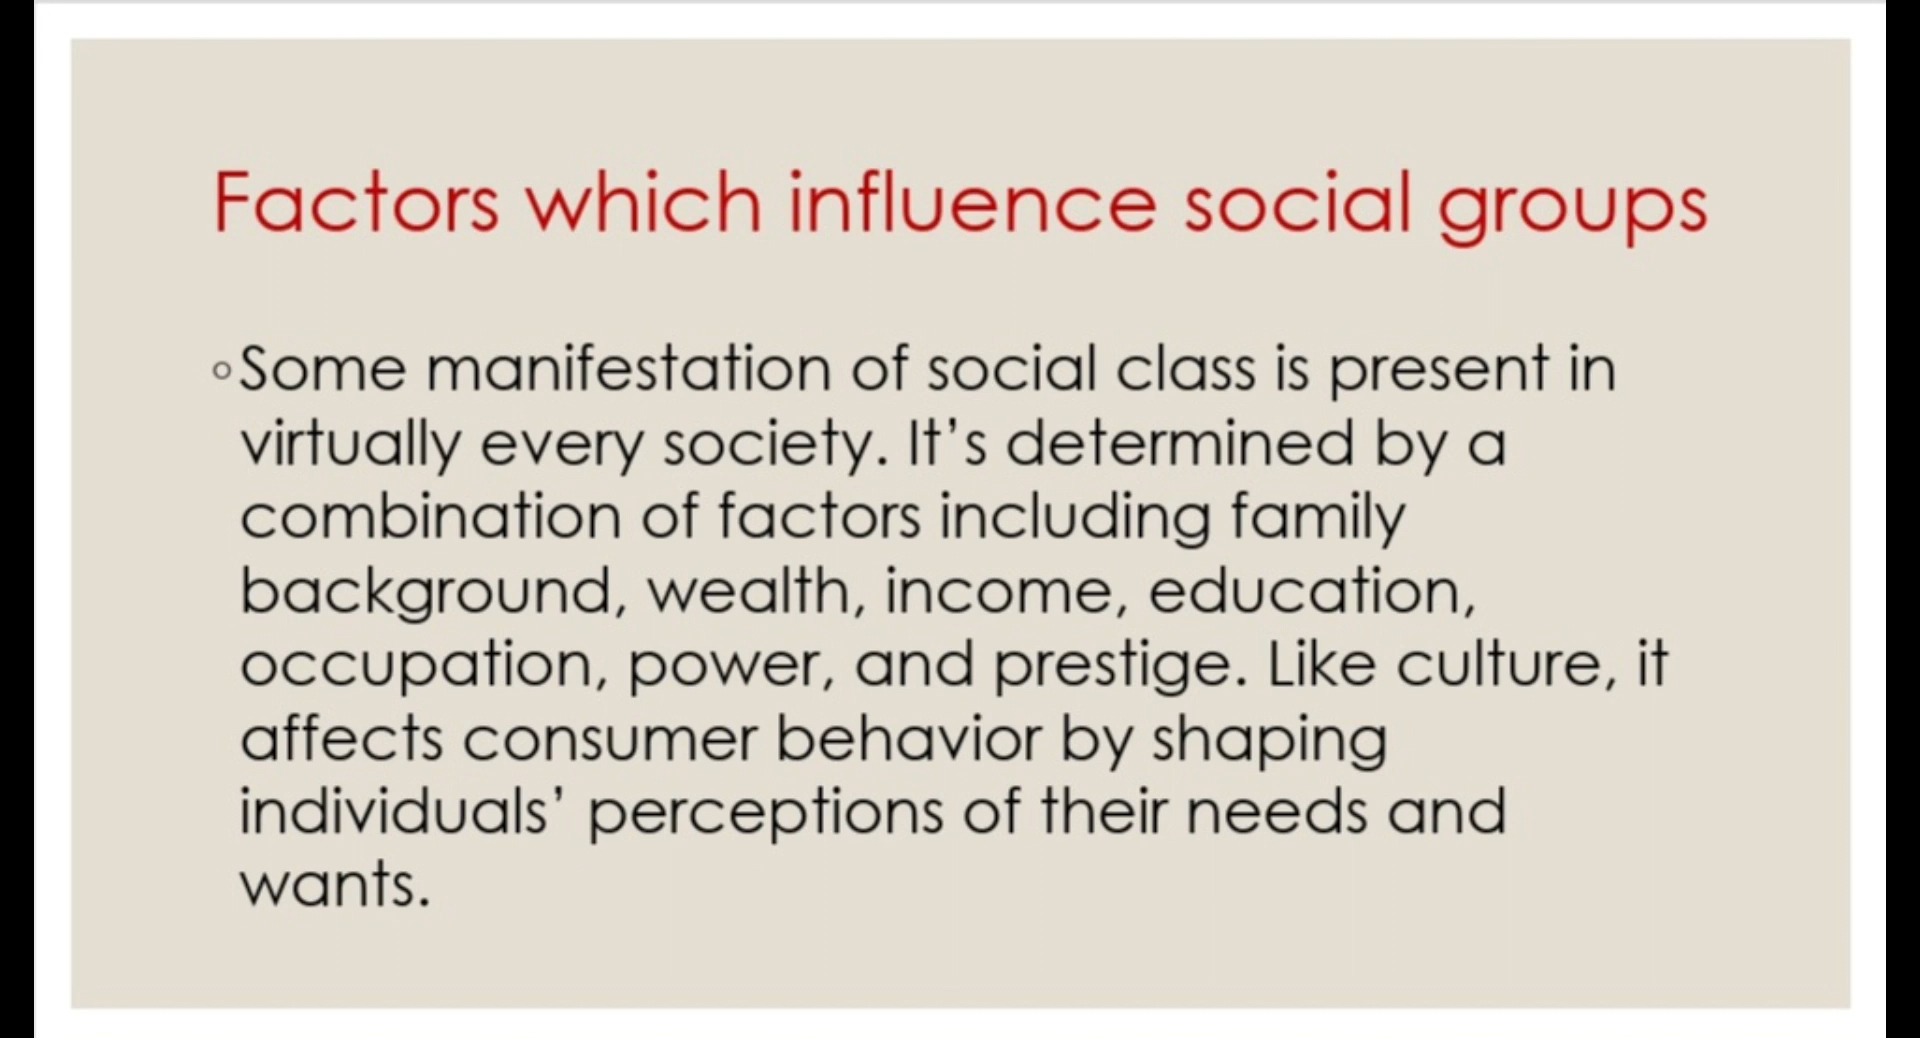 Factors which influence social groups
◦Some manifestation of social class is present in
virtually every society. It’s determined by a
combination of factors including family
background, wealth, income, education,
occupation, power, and prestige. Like culture, it
affects consumer behavior by shaping
individuals’ perceptions of their needs and
wants.